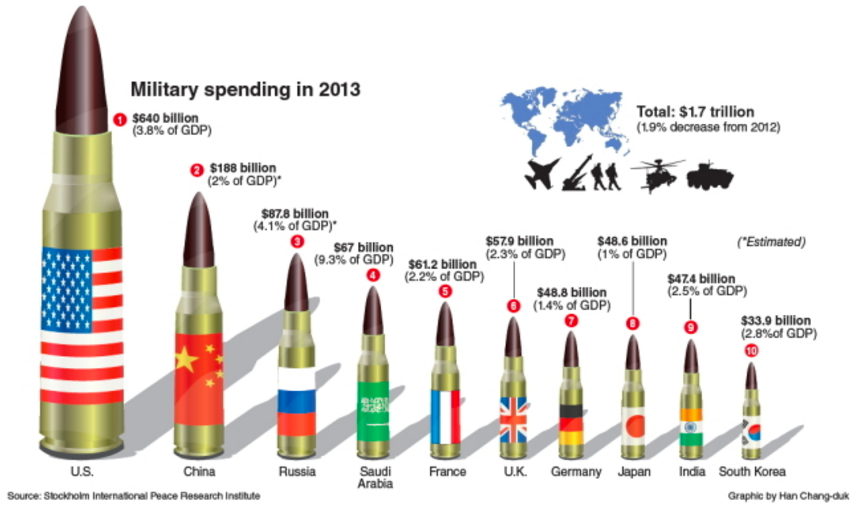 Military spending in 2013
Total: $1.7 trillion
(1.9% decrease from 2012)
1 $640 billion
(3.8% of GDP)
2 $188 billion
(2% of GDP)*
$87.8 billion
(4.1% of GDP)*
3
$67 billion
(9.3% of GDP)
4
$61.2 billion
(2.2% of GDP)
5
$57.9 billion
(2.3% of GDP)
6
$48.8 billion
(1.4% of GDP)
7
$48.6 billion
(1% of GDP)
8
$47.4 billion
(2.5% of GDP)
9
$33.9 billion
(2.8%of GDP)
10
(*Estimated)
U.S.
China
Russia
Saudi
Arabia
France
U.K.
Germany
Japan
India
South Korea
Source: Stockholm International Peace Research Institute
Graphic by Han Chang-duk